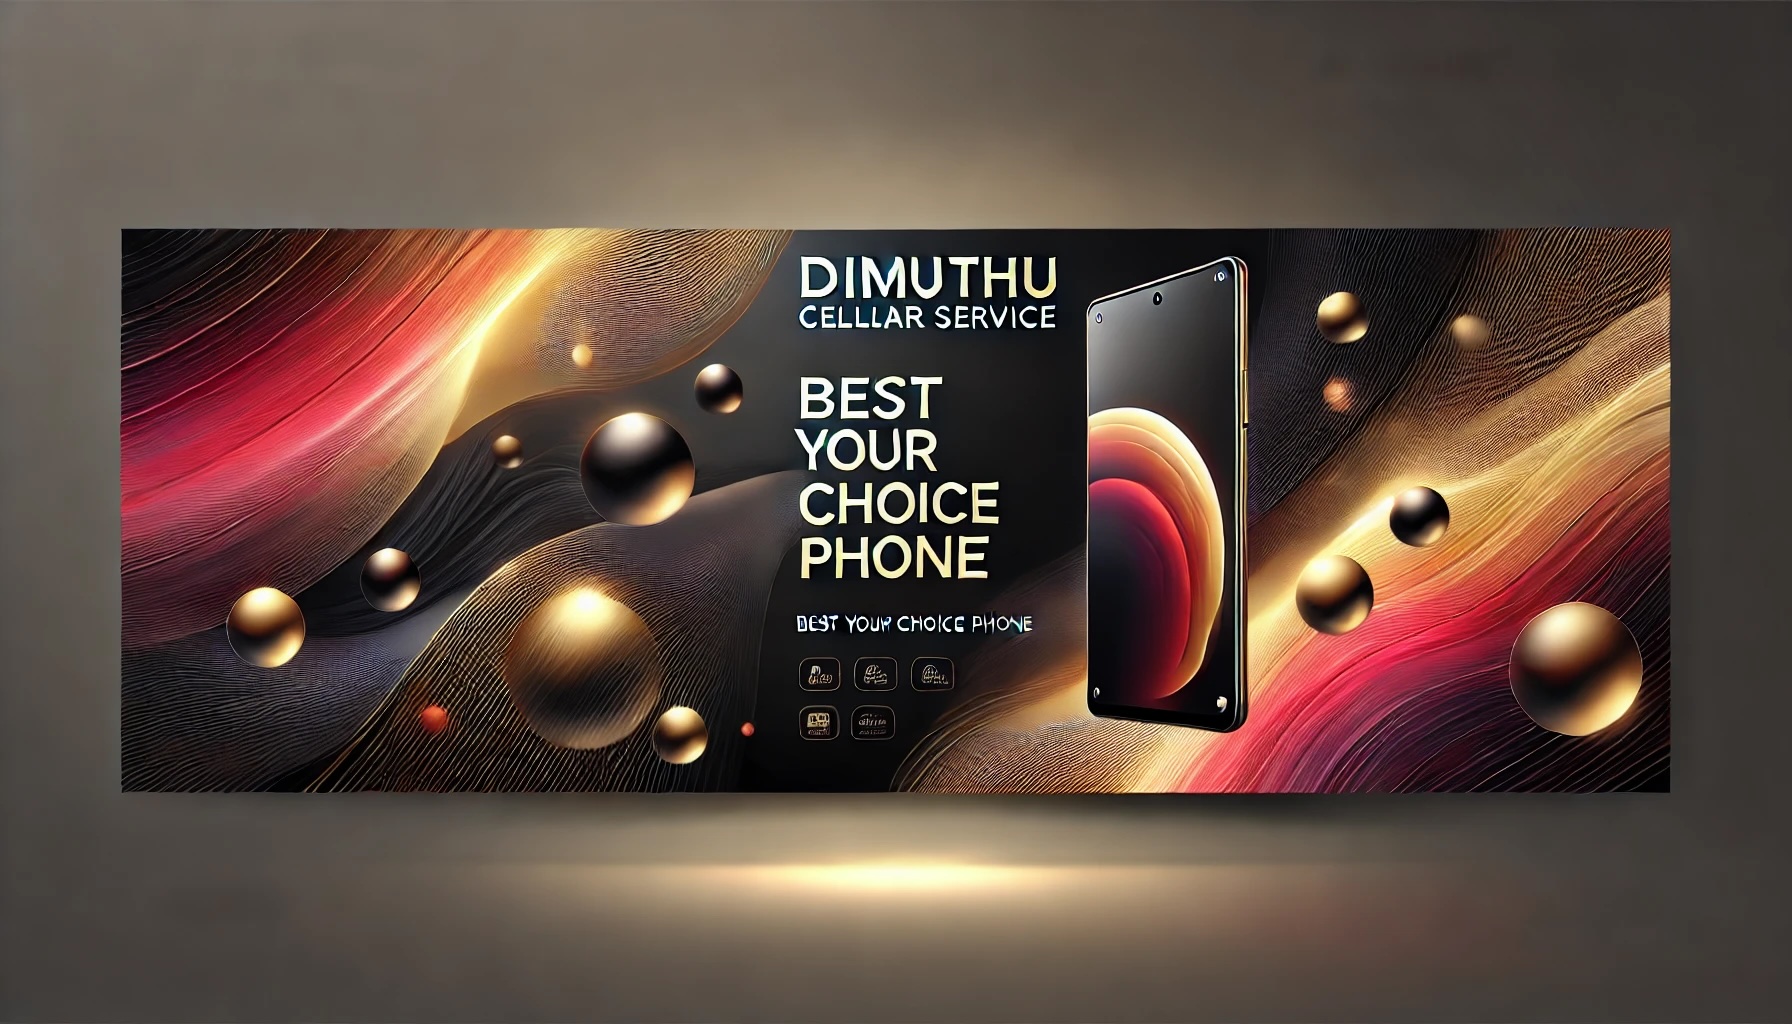 DIMUTHU
CELLLAR SERVICE
BEST
YOUR
CHOICE
PHONE
BEST YOUR CHOICE PHONE